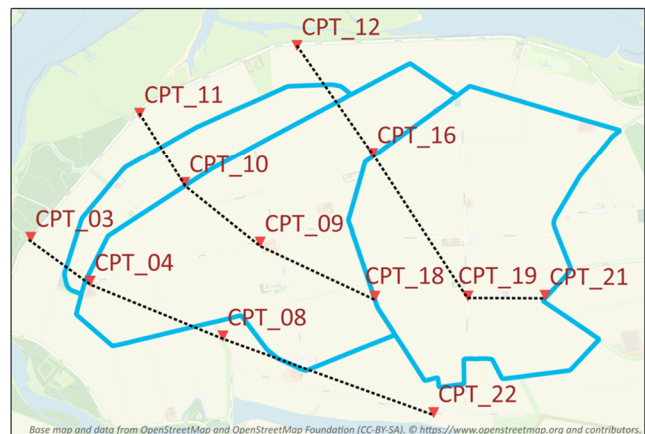 CPT_12
CPT_11
CPT_16
CPT_10
CPT_03
CPT_09
CPT_04
CPT_18
CPT_19
CPT_21
CPT_08
CPT_22
Base map and data from OpenStreetMap and OpenStreetMap Foundation (CC-BY-SA). © https://www.openstreetmap.org and contributors.